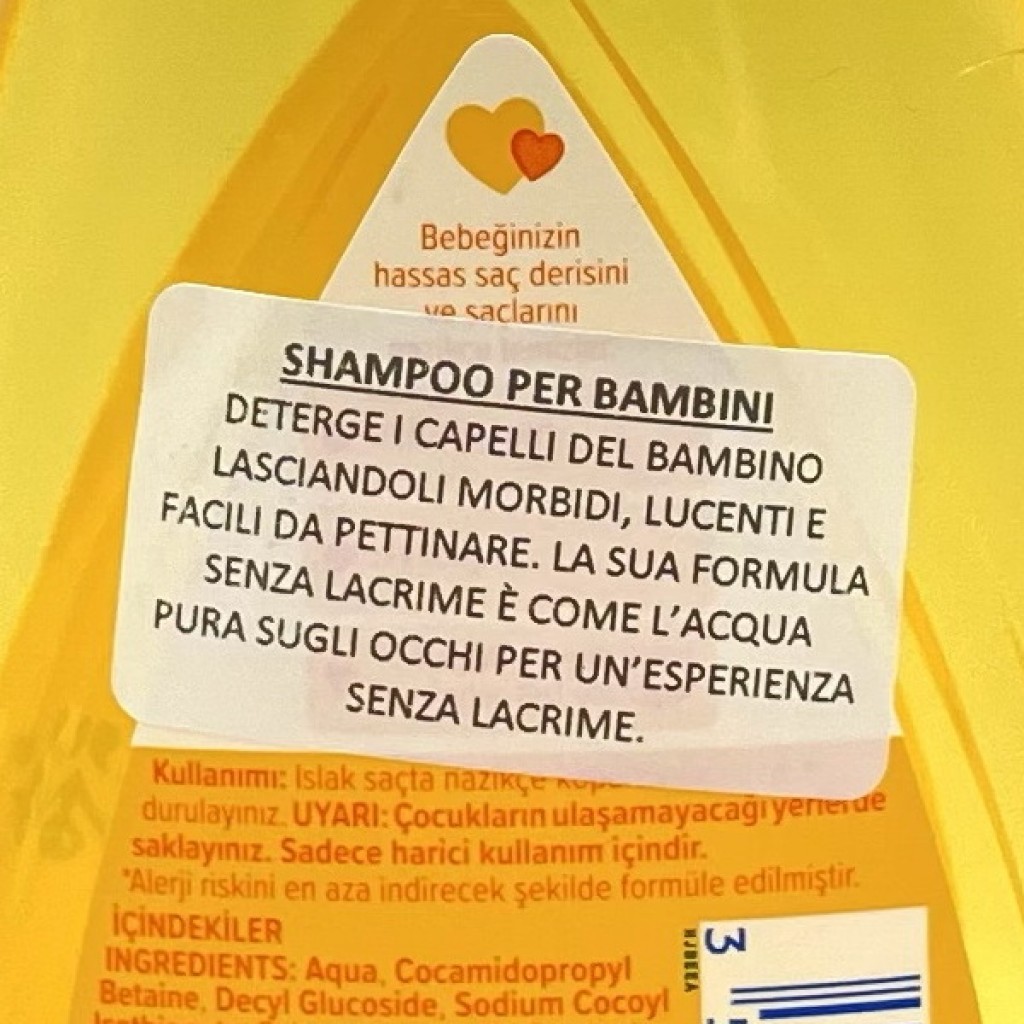 Bebeğinizin
hassas saç derisini
ve saçlarını
SHAMPOO PER BAMBINI
DETERGE I CAPELLI DEL BAMBINO
LASCIANDOLI MORBIDI, LUCENTI E
FACILI DA PETTINARE. LA SUA FORMULA
SENZA LACRIME È COME L'ACQUA
PURA SUGLI OCCHI PER UN'ESPERIENZA
SENZA LACRIME.
Kullanımı: Islak saçta nazikçe
durulayınız. UYARI: Çocukların ulaşamayacağı yerlerde
saklayınız. Sadece harici kullanım içindir.
*Alerji riskini en aza indirecek şekilde formüle edilmiştir.
İÇİNDEKİLER
INGREDIENTS: Aqua, Cocamidopropyl
Betaine, Decyl Glucoside, Sodium Cocoyl
3